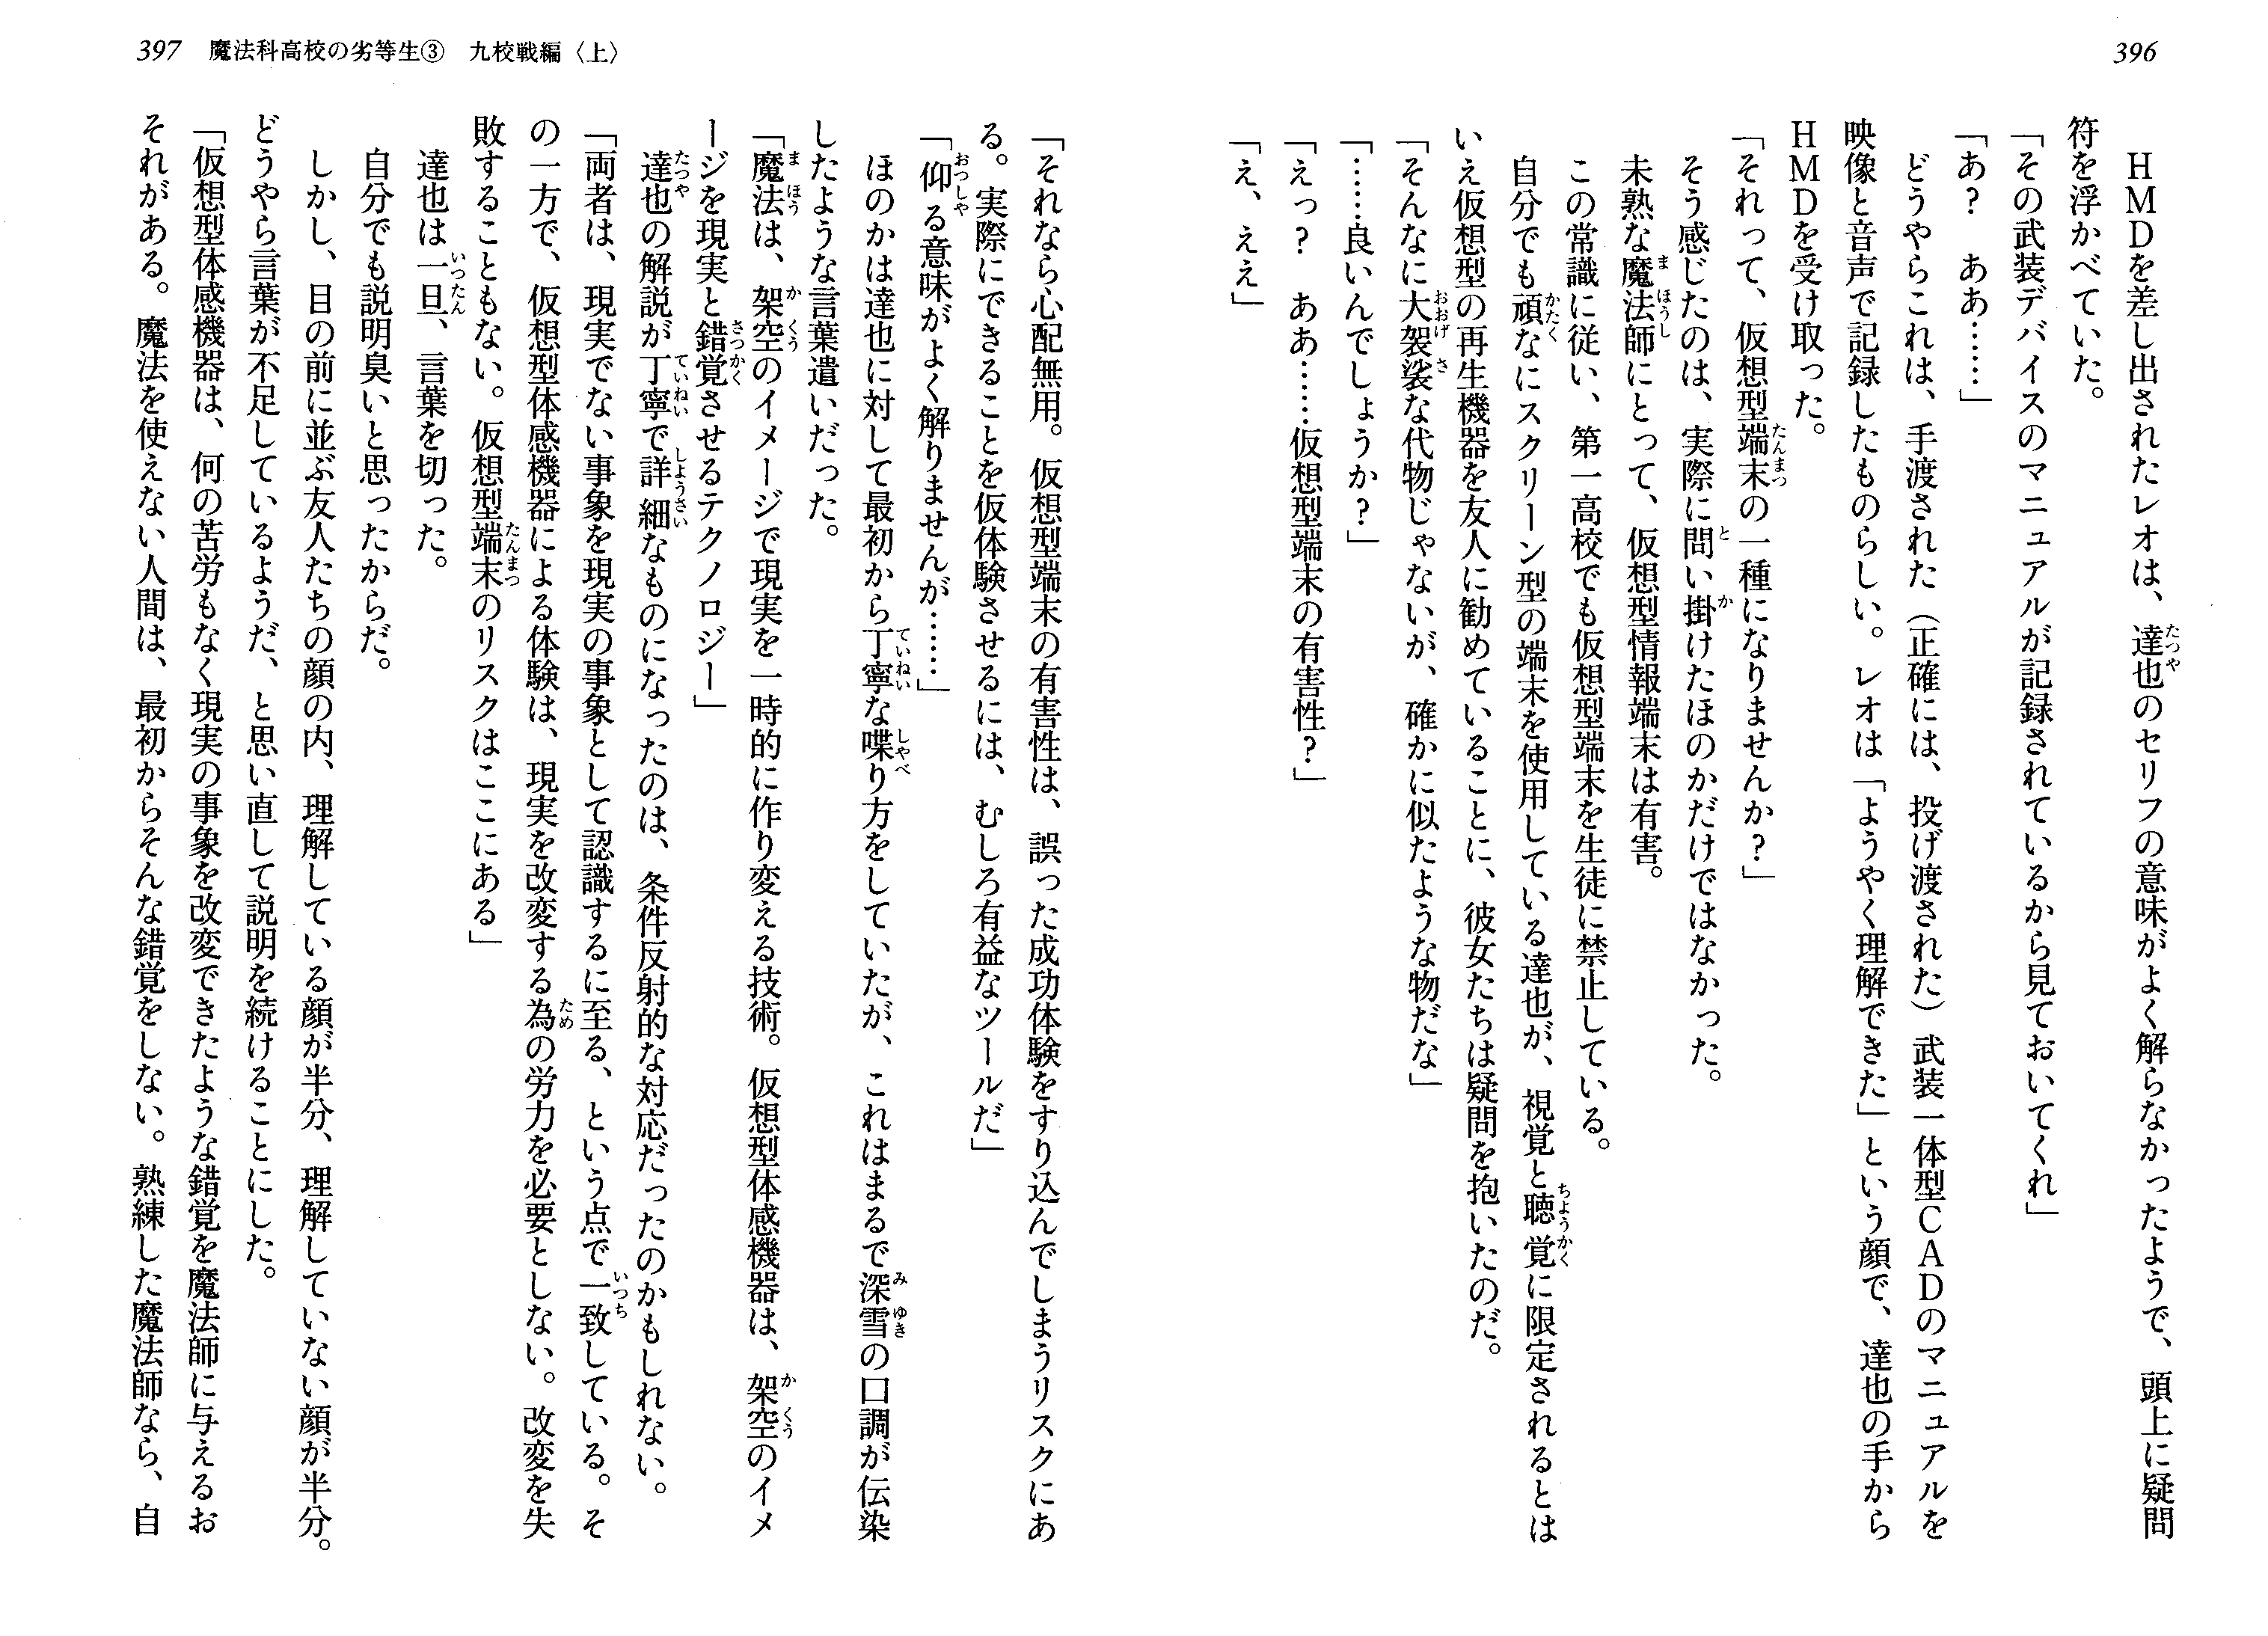 396
　HMDを差し出されたレオは、達也のセリフの意味がよく解らなかったようで、頭上に疑問
符を浮かべていた。
「その武装デバイスのマニュアルが記録されているから見ておいてくれ」
「あ？　ああ……」
　どうやらこれは、手渡された（正確には、投げ渡された）武装一体型CADのマニュアルを
映像と音声で記録したものらしい。レオは「ようやく理解できた」という顔で、達也の手から
HMDを受け取った。
「それって、仮想型端末の一種になりませんか？」
　そう感じたのは、実際に問い掛けたほのかだけではなかった。
　未熟な魔法師にとって、仮想型情報端末は有害。
　この常識に従い、第一高校でも仮想型端末を生徒に禁止している。
　自分でも頑なにスクリーン型の端末を使用している達也が、視覚と聴覚に限定されるとは
いえ仮想型の再生機器を友人に勧めていることに、彼女たちは疑問を抱いたのだ。
「そんなに大袈裟な代物じゃないが、確かに似たような物だな」
「……良いんでしょうか？」
「えっ？　ああ……仮想型端末の有害性？」
「え、ええ」
397　魔法科高校の劣等生③　九校戦編〈上〉
「それなら心配無用。仮想型端末の有害性は、誤った成功体験をすり込んでしまうリスクにあ
る。実際にできることを仮体験させるには、むしろ有益なツールだ」
「仰る意味がよく解りませんが……」
　ほのかは達也に対して最初から丁寧な喋り方をしていたが、これはまるで深雪の口調が伝染
したような言葉遣いだった。
「魔法は、架空のイメージで現実を一時的に作り変える技術。仮想型体感機器は、架空のイメ
ージを現実と錯覚させるテクノロジー」
　達也の解説が丁寧で詳細なものになったのは、条件反射的な対応だったのかもしれない。
「両者は、現実でない事象を現実の事象として認識するに至る、という点で一致している。そ
の一方で、仮想型体感機器による体験は、現実を改変する為の労力を必要としない。改変を失
敗することもない。仮想型端末のリスクはここにある」
　達也は一旦、言葉を切った。
　自分でも説明臭いと思ったからだ。
　しかし、目の前に並ぶ友人たちの顔の内、理解している顔が半分、理解していない顔が半分。
どうやら言葉が不足しているようだ、と思い直して説明を続けることにした。
「仮想型体感機器は、何の苦労もなく現実の事象を改変できたような錯覚を魔法師に与えるお
それがある。魔法を使えない人間は、最初からそんな錯覚をしない。熟練した魔法師なら、自